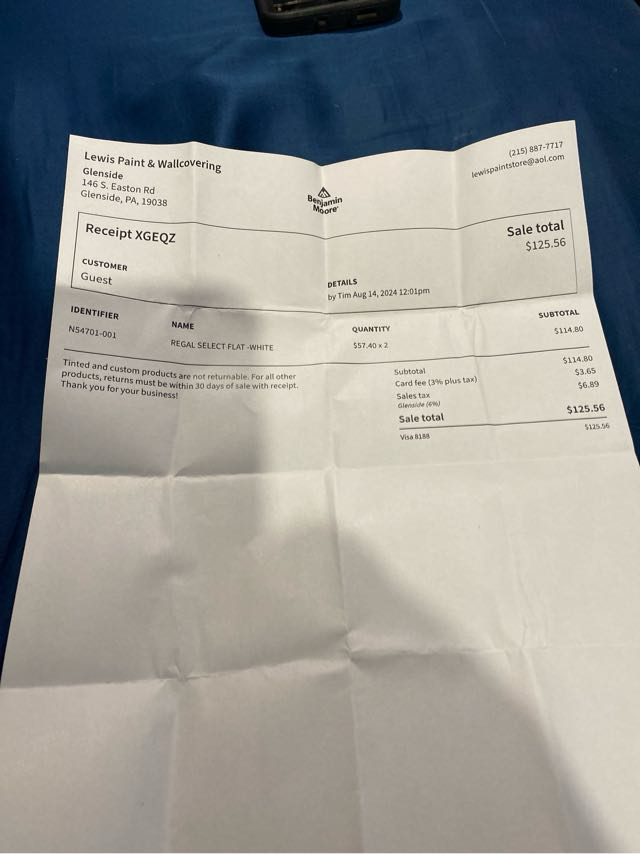 Lewis Paint & Wallcovering
Glenside
146 S. Easton Rd
Glenside, PA, 19038
Benjamin
Moore®
(215) 887-7717
lewispaintstore@aol.com
Receipt XGEQZ
Sale total
$125.56
CUSTOMER
Guest
DETAILS
by Tim Aug 14, 2024 12:01pm
IDENTIFIER NAME QUANTITY SUBTOTAL
N54701-001 REGAL SELECT FLAT -WHITE $57.40 x 2 $114.80
Tinted and custom products are not returnable. For all other
products, returns must be within 30 days of sale with receipt.
Thank you for your business!
Subtotal $114.80
Card fee (3% plus tax) $3.65
Sales tax $6.89
Glenside (6%)
Sale total $125.56
Visa 8188 $125.56